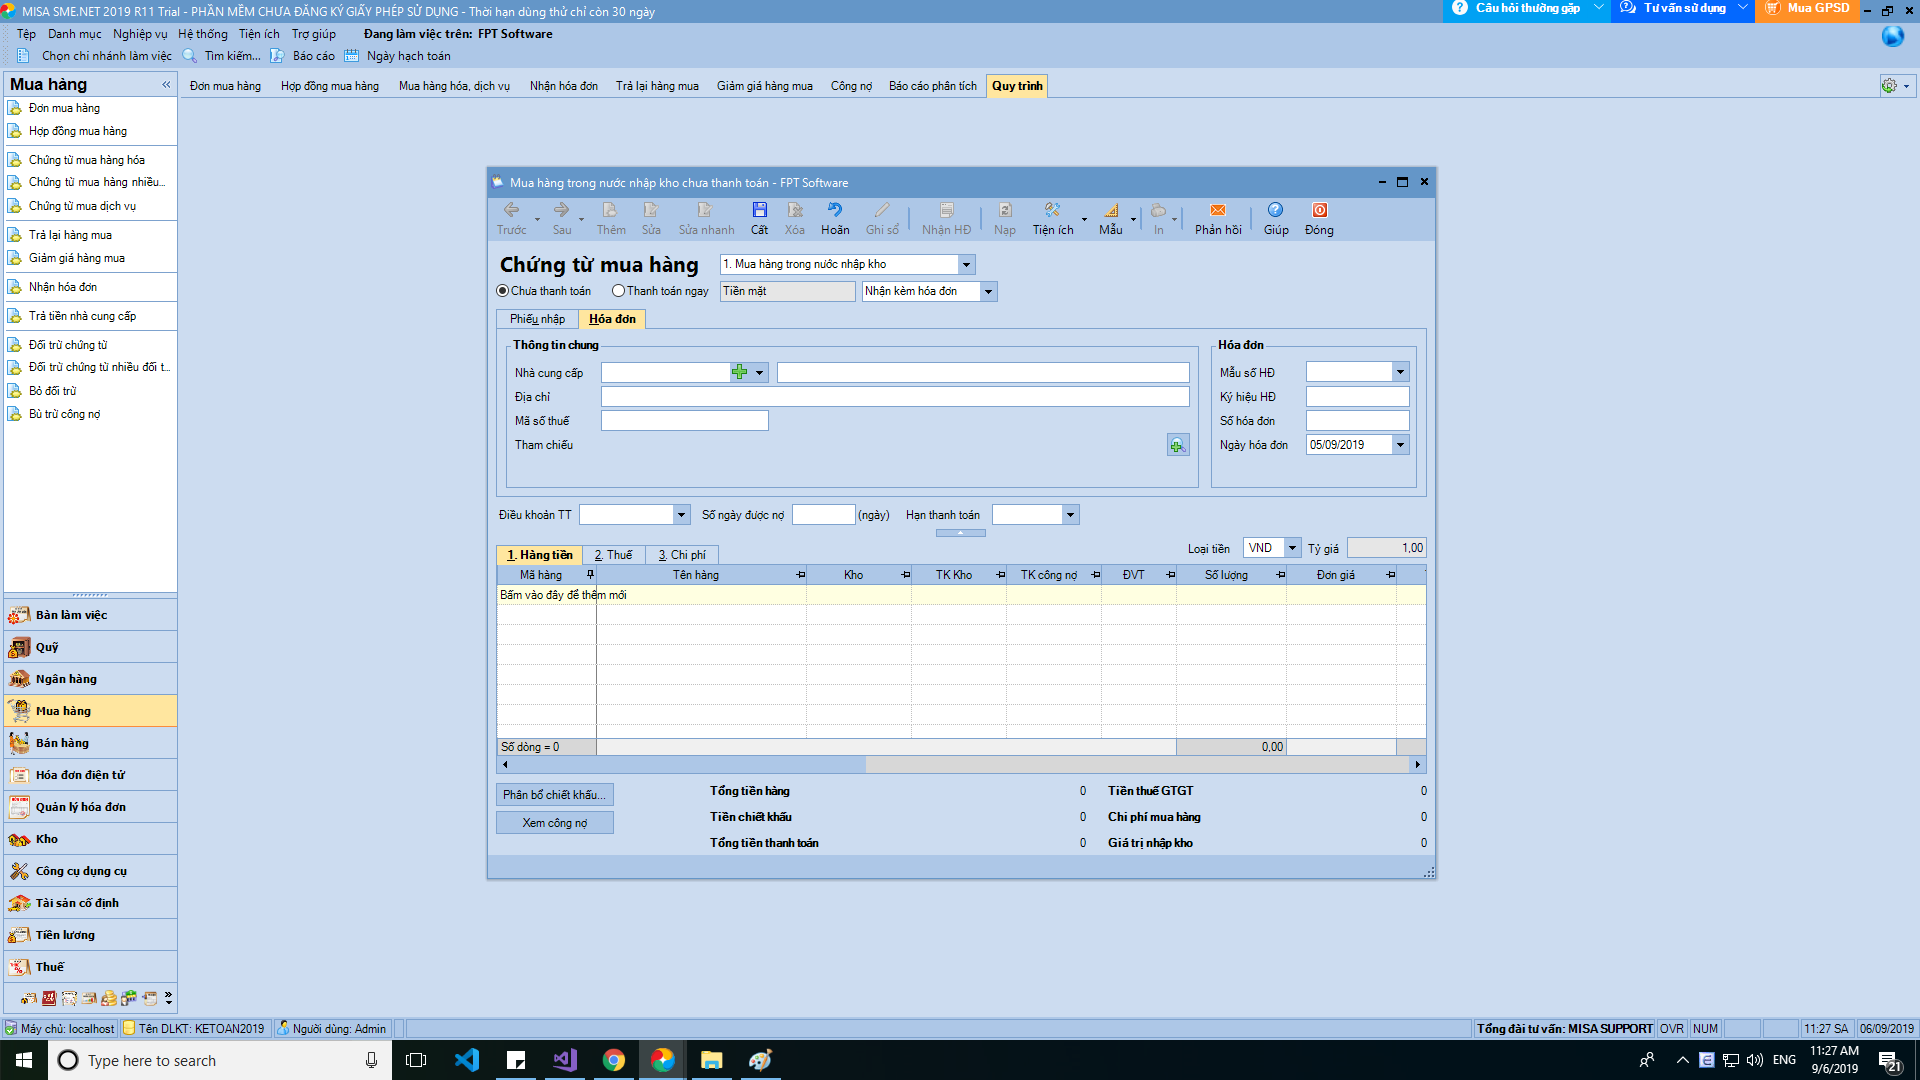 MISA SME.NET 2019 R11 Trial - PHẦN MỀM CHƯA ĐĂNG KÝ GIẤY PHÉP SỬ DỤNG - Thời hạn dùng thử chỉ còn 30 ngày
Câu hỏi thường gặp
Tư vấn sử dụng
Mua GPSD
Tệp Danh mục Nghiệp vụ Hệ thống Tiện ích Trợ giúp Đang làm việc trên: FPT Software
Chọn chi nhánh làm việc Tìm kiếm... Báo cáo Ngày hạch toán
Mua hàng
Đơn mua hàng Hợp đồng mua hàng Mua hàng hóa, dịch vụ Nhận hóa đơn Trả lại hàng mua Giảm giá hàng mua Công nợ Báo cáo phân tích Quy trình
Đơn mua hàng
Hợp đồng mua hàng
Chứng từ mua hàng hóa
Chứng từ mua hàng nhiều...
Chứng từ mua dịch vụ
Trả lại hàng mua
Giảm giá hàng mua
Nhận hóa đơn
Trả tiền nhà cung cấp
Đối trừ chứng từ
Đối trừ chứng từ nhiều đối t...
Bỏ đối trừ
Bù trừ công nợ
Bàn làm việc
Quỹ
Ngân hàng
Mua hàng
Bán hàng
Hóa đơn điện tử
Quản lý hóa đơn
Kho
Công cụ dụng cụ
Tài sản cố định
Tiền lương
Thuế
Mua hàng trong nước nhập kho chưa thanh toán - FPT Software
Trước Sau Thêm Sửa Sửa nhanh Cất Xóa Hoãn Ghi sổ Nhận HĐ Nạp Tiện ích Mẫu In Phản hồi Giúp Đóng
Chứng từ mua hàng 1. Mua hàng trong nước nhập kho
Chưa thanh toán Thanh toán ngay Tiền mặt Nhận kèm hóa đơn
Phiếu nhập Hóa đơn
Thông tin chung
Nhà cung cấp
Địa chỉ
Mã số thuế
Tham chiếu
Hóa đơn
Mẫu số HĐ
Ký hiệu HĐ
Số hóa đơn
Ngày hóa đơn 05/09/2019
Điều khoản TT Số ngày được nợ (ngày) Hạn thanh toán
1. Hàng tiền 2. Thuế 3. Chi phí Loại tiền VND Tỷ giá 1,00
Mã hàng Tên hàng Kho TK Kho TK công nợ ĐVT Số lượng Đơn giá
Bấm vào đây để thêm mới
Số dòng = 0 0,00
Phân bổ chiết khấu... Tổng tiền hàng 0 Tiền thuế GTGT 0
Tiền chiết khấu 0 Chi phí mua hàng 0
Xem công nợ
Tổng tiền thanh toán 0 Giá trị nhập kho 0
Máy chủ: localhost Tên DLKT: KETOAN2019 Người dùng: Admin Tổng đài tư vấn: MISA SUPPORT OVR NUM 11:27 SA 06/09/2019
Type here to search
ENG
11:27 AM
9/6/2019
21